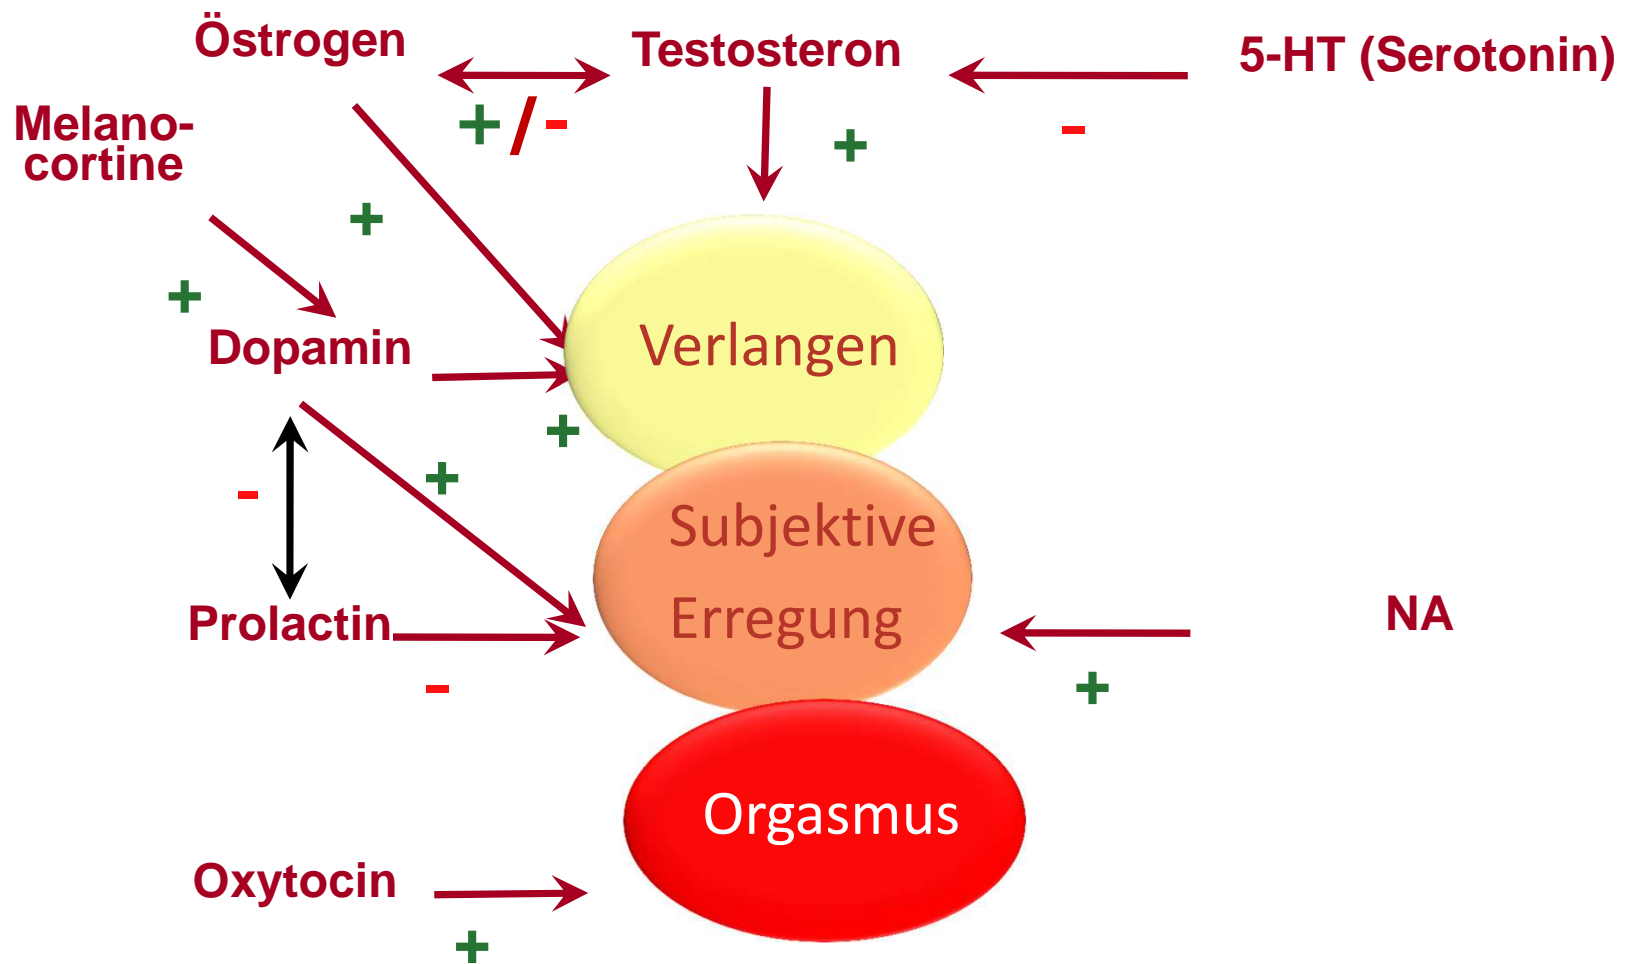 Östrogen
Testosteron
5-HT (Serotonin)
+/-
-
+
Melano-
cortine
+
+
Dopamin
Verlangen
+
+
-
Subjektive
Erregung
Prolactin
NA
-
+
Orgasmus
Oxytocin
+